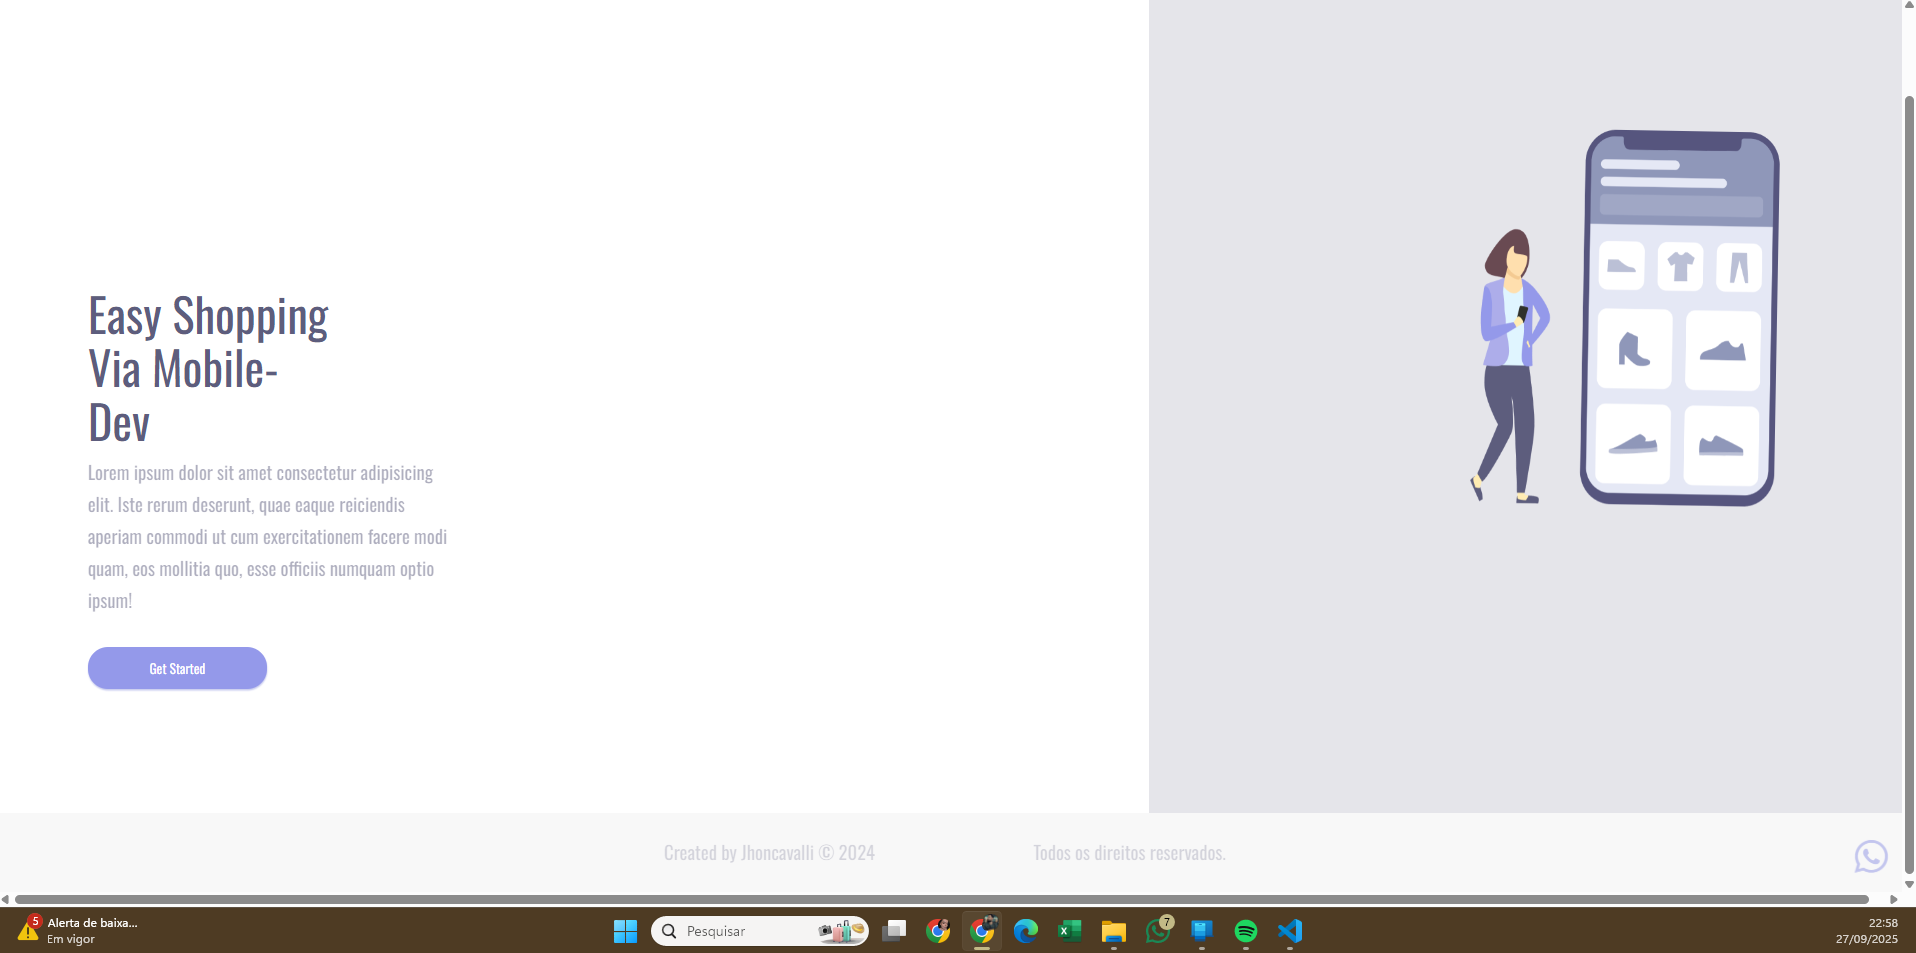 Easy Shopping
Via Mobile-
Dev
Lorem ipsum dolor sit amet consectetur adipisicing
elit. Iste rerum deserunt, quae eaque reiciendis
aperiam commodi ut cum exercitationem facere modi
quam, eos mollitia quo, esse officiis numquam optio
ipsum!
Get Started
Created by Jhoncavalli © 2024
Todos os direitos reservados.
5
Alerta de baixa...
Em vigor
Pesquisar
7
22:58
27/09/2025